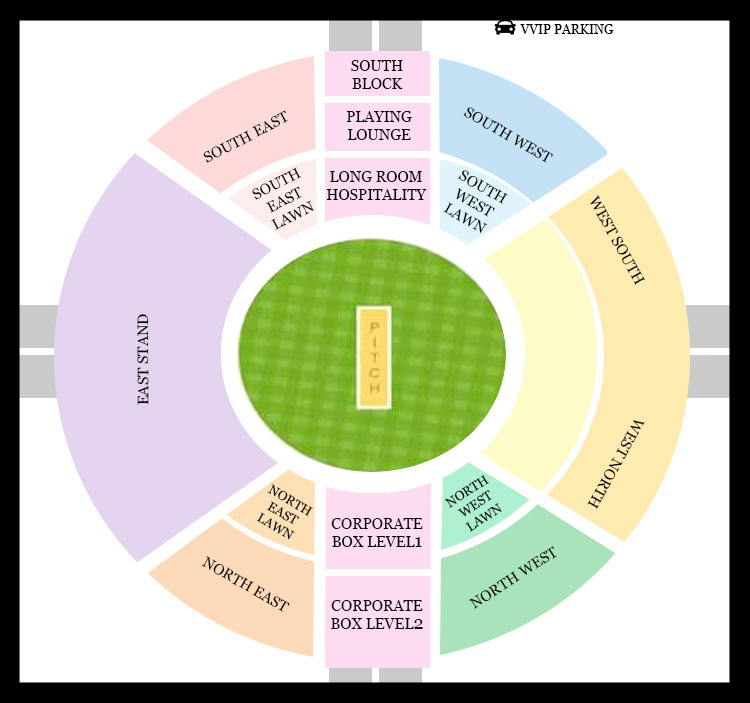 VVIP PARKING
SOUTH
BLOCK
PLAYING
LOUNGE
LONG ROOM
HOSPITALITY
SOUTH EAST
SOUTH
EAST
LAWN
SOUTH WEST
SOUTH
WEST
LAWN
WEST SOUTH
EAST STAND
PITCH
WEST NORTH
NORTH
EAST
LAWN
NORTH EAST
CORPORATE
BOX LEVEL1
CORPORATE
BOX LEVEL2
NORTH
WEST
LAWN
NORTH WEST